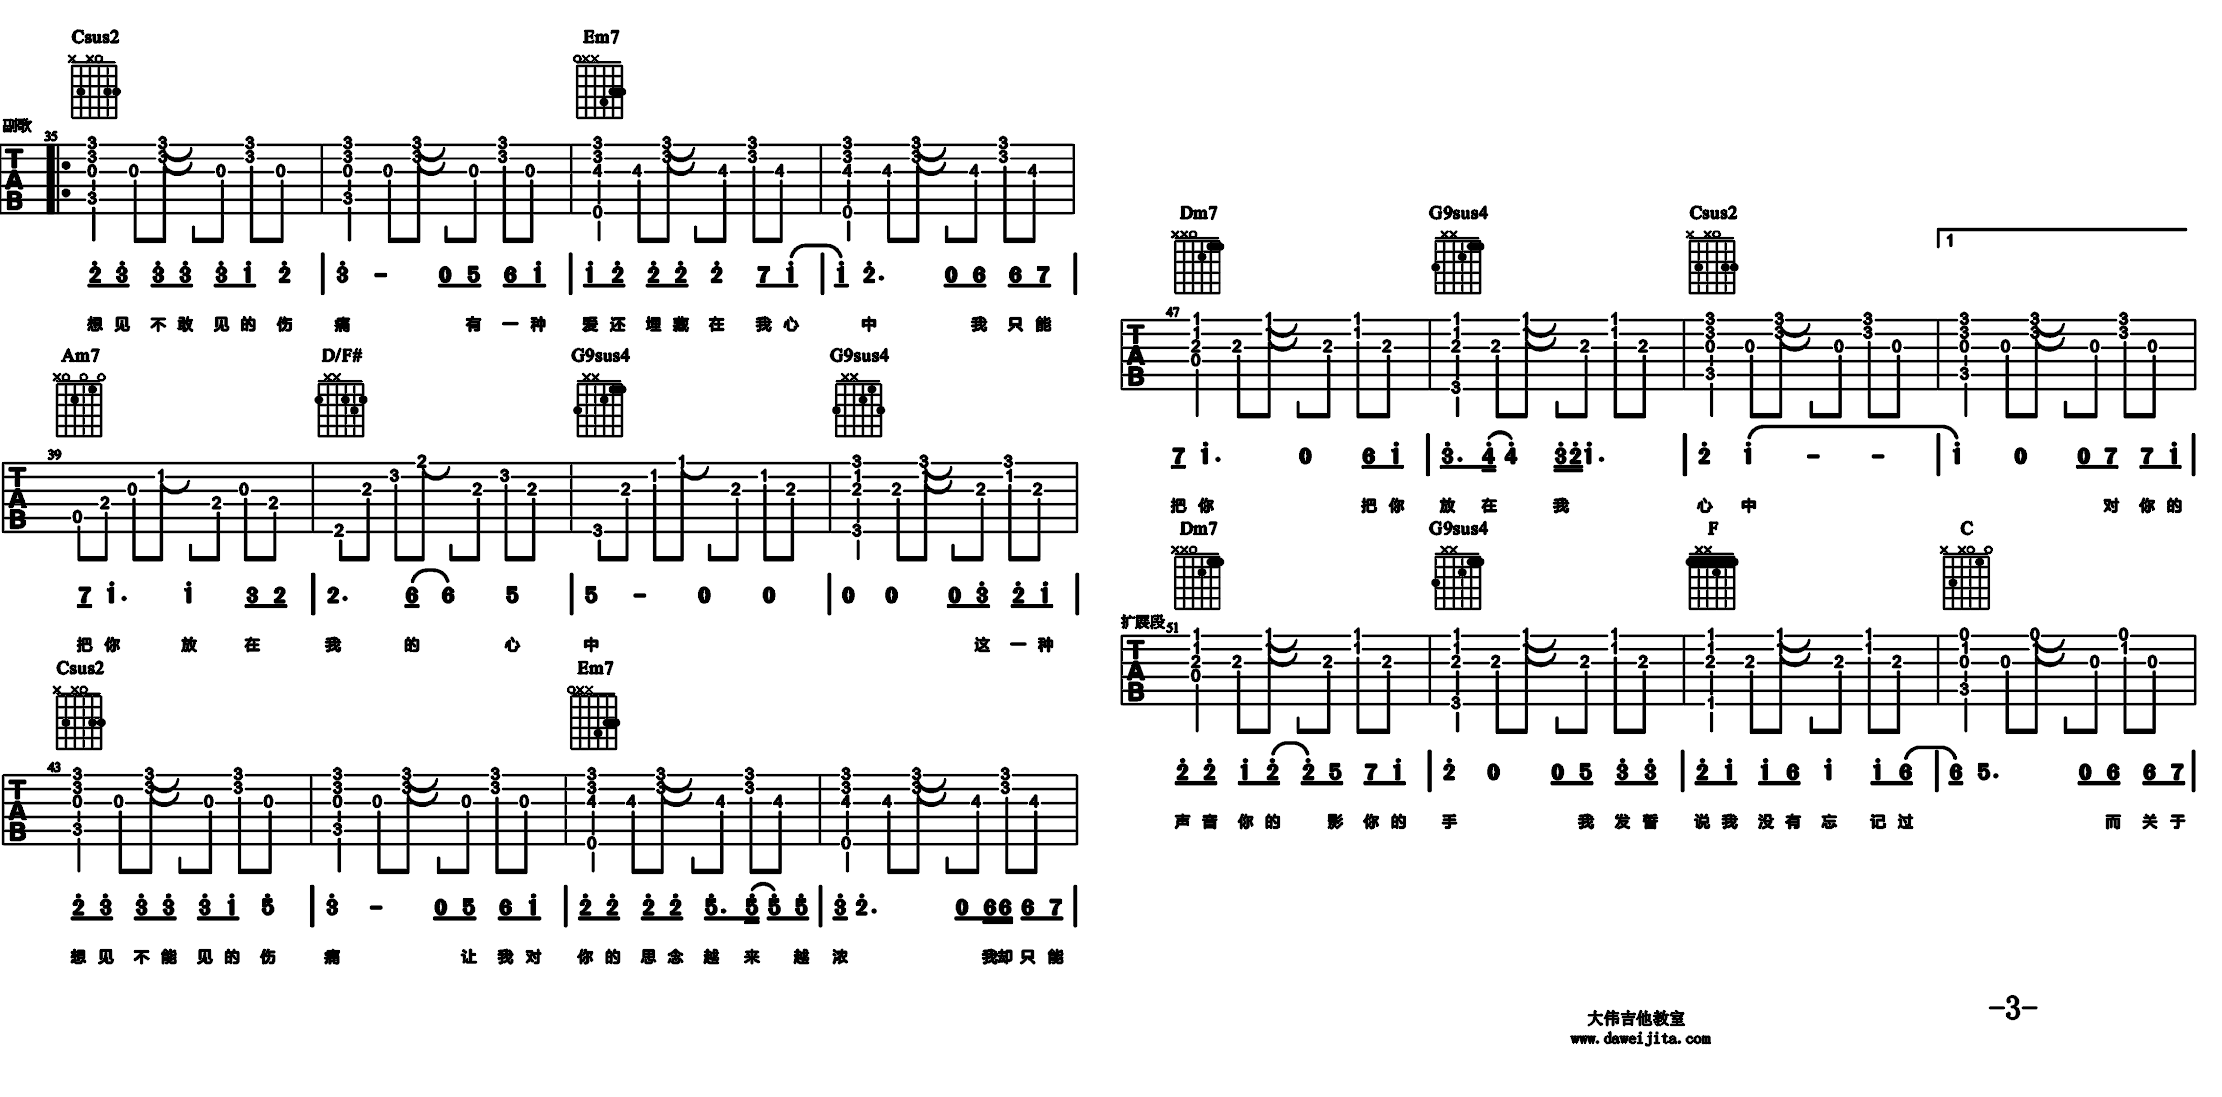 Csus2 Em7
副歌 35
2 3 3 3 3 1 2 | 3 - 0 5 6 1 | 1 2 2 2 2 7 1 | 1 2. 0 6 6 7 |
想见不敢见的伤 痛 有一种 爱还埋藏在我心 中 我只能
Am7 D/F# G9sus4 G9sus4
39
7 1. 1 3 2 | 2. 6 6 5 | 5 - 0 0 | 0 0 0 3 2 1 |
把你 放 在 我 的 心 中 这一种
Csus2 Em7
43
2 3 3 3 3 1 5 | 3 - 0 5 6 1 | 2 2 2 2 5. 5 5 5 | 3 2. 0 6 6 6 7 |
想见不能见的伤 痛 让我对 你的思念越 来 越 浓 我却只能
Dm7 G9sus4 Csus2
1
47
7 1. 0 6 1 | 3. 4 4 3 2 1. | 2 1 - - | 1 0 0 7 7 1 |
把你 把你 放 在 我 心中 对你的
Dm7 G9sus4 F C
扩展段 51
2 2 1 2 2 5 7 1 | 2 0 0 5 3 3 | 2 1 1 6 1 1 6 | 6 5. 0 6 6 7 |
声音你的 影你的 手 我发誓 说我没有忘记过 而关于
-3-
大伟吉他教室
www.daweijita.com